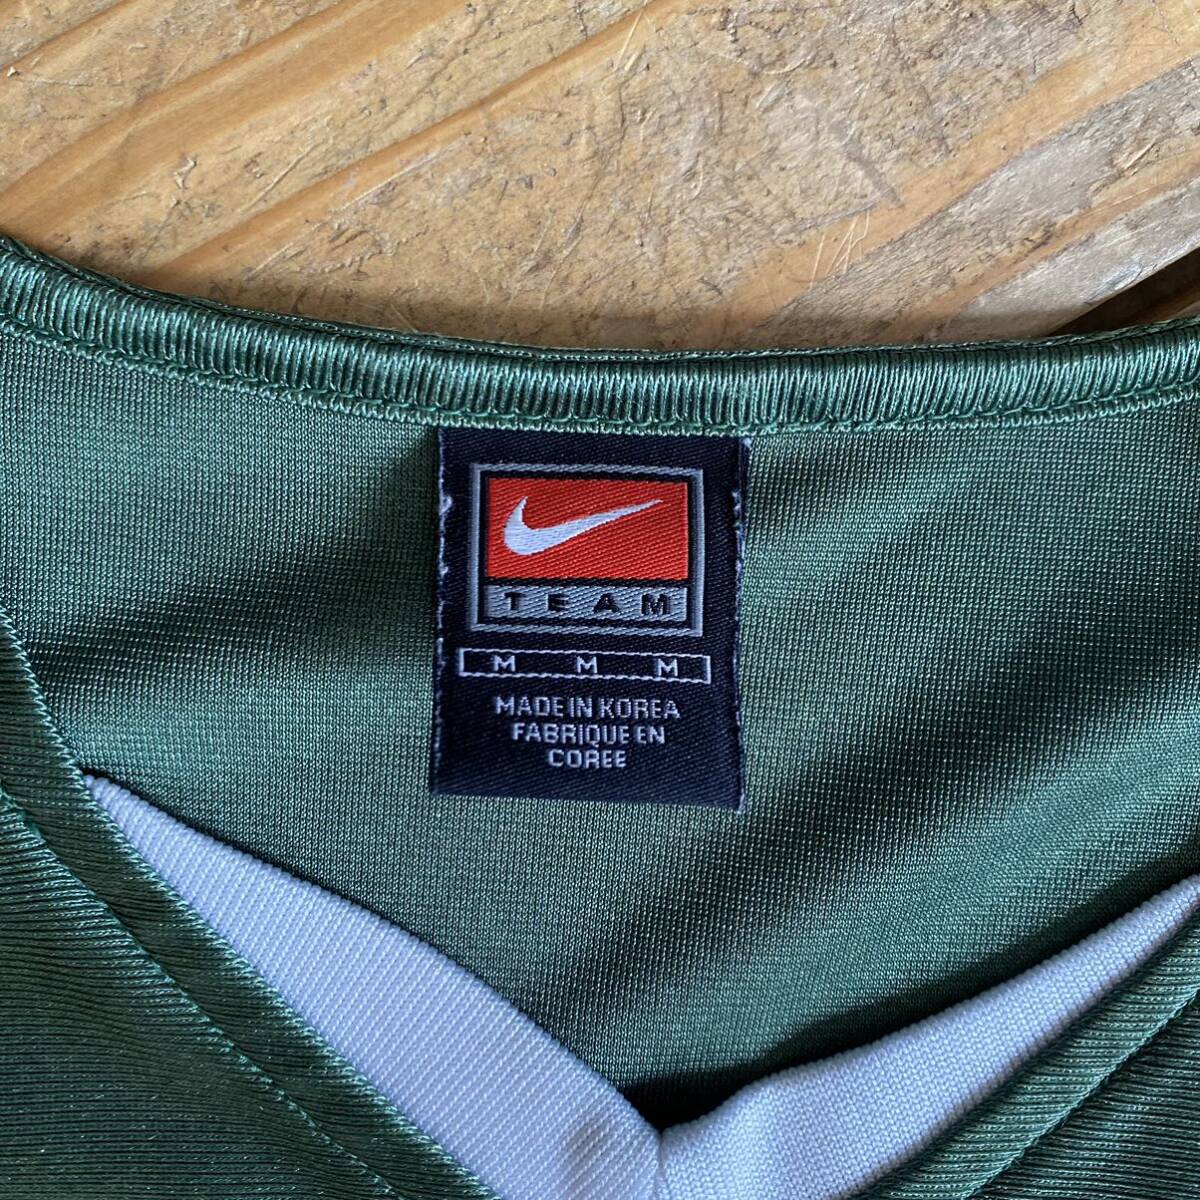 TEAM
M M M
MADE IN KOREA
FABRIQUE EN
COREE